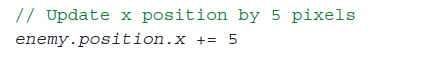 // Update x position by 5 pixels
enemy.position.x += 5